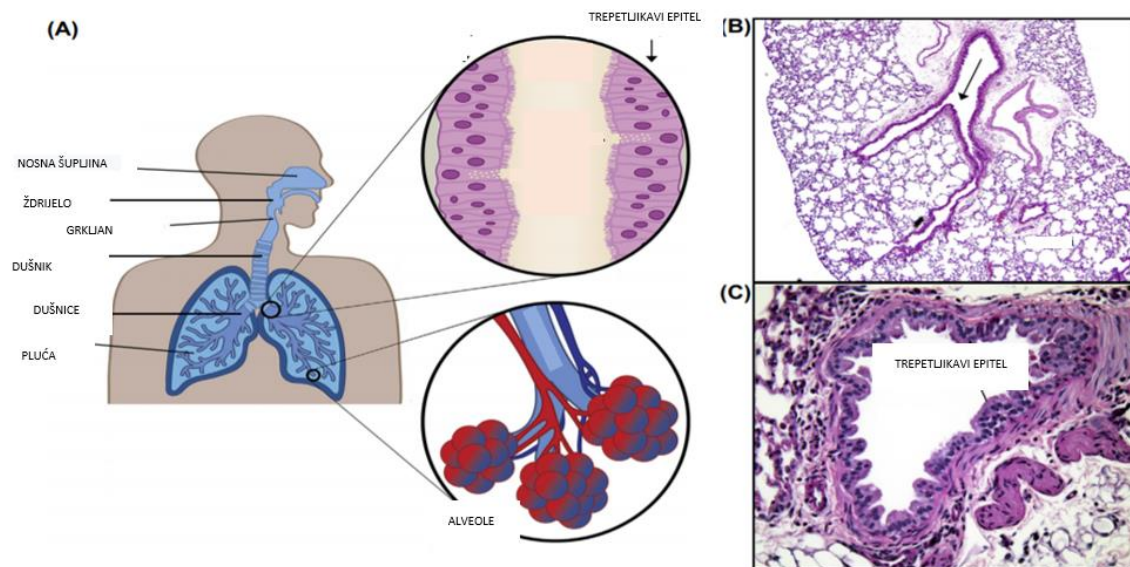 (A)
TREPETLJIKAVI EPITEL
NOSNA ŠUPLJINA
ŽDRIJELO
GRKLJAN
DUŠNIK
DUŠNICE
PLUĆA
ALVEOLE
(B)
(C)
TREPETLJIKAVI EPITEL